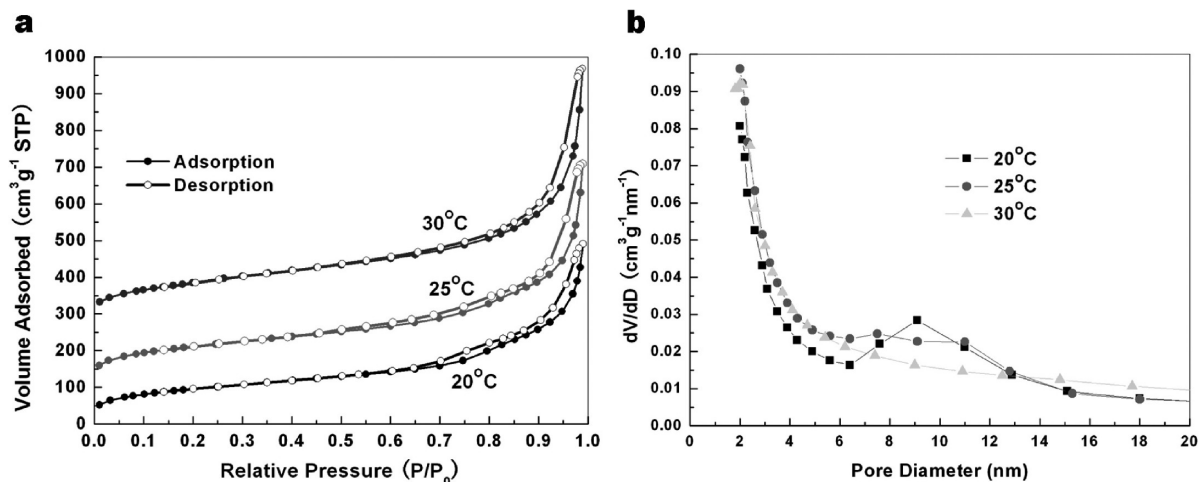 a
1000
900
800
700
600
500
400
300
200
100
0
Volume Adsorbed (cm³g⁻¹ STP)
Adsorption
Desorption
30°C
25°C
20°C
0.0 0.1 0.2 0.3 0.4 0.5 0.6 0.7 0.8 0.9 1.0
Relative Pressure (P/P₀)
b
0.10
0.09
0.08
0.07
0.06
0.05
0.04
0.03
0.02
0.01
0.00
dV/dD (cm³g⁻¹nm⁻¹)
20°C
25°C
30°C
0 2 4 6 8 10 12 14 16 18 20
Pore Diameter (nm)